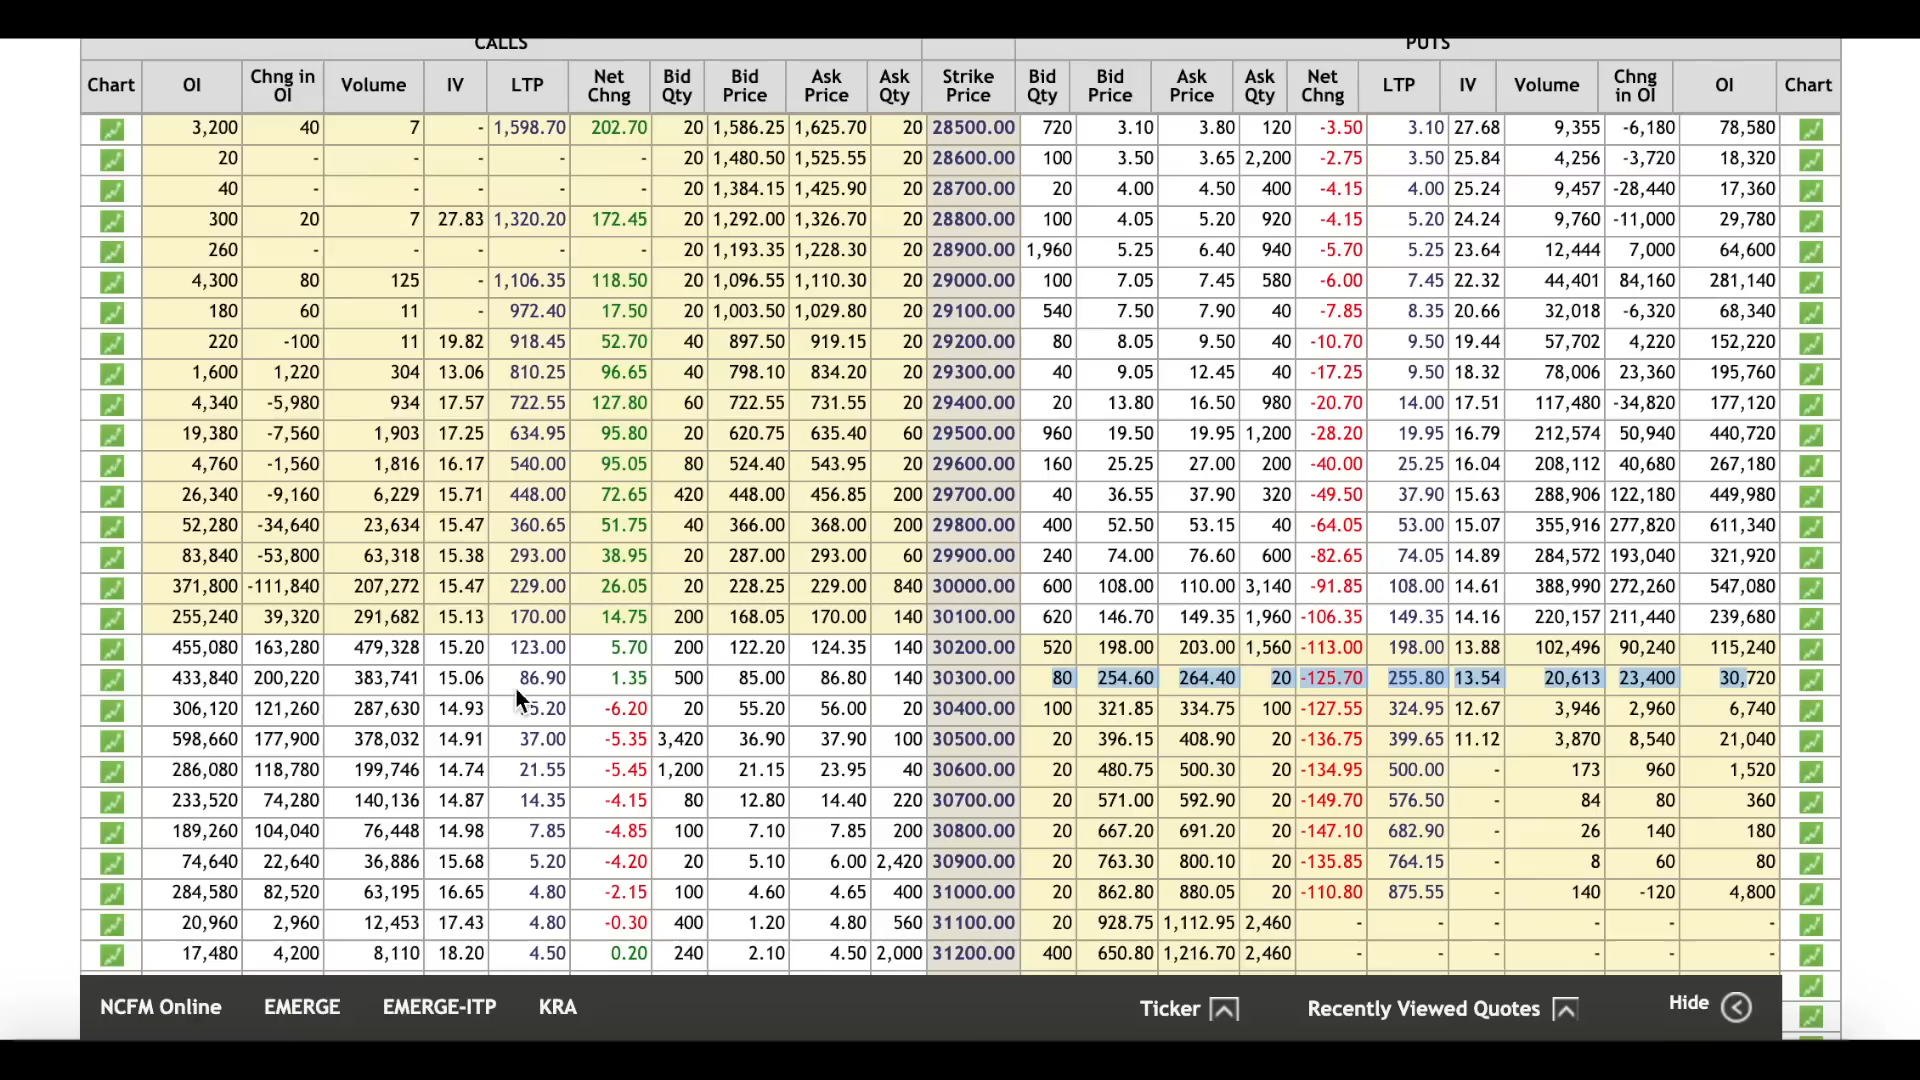 CALLS PUTS
Chart OI Chng in OI Volume IV LTP Net Chng Bid Qty Bid Price Ask Price Ask Qty Strike Price Bid Qty Bid Price Ask Price Ask Qty Net Chng LTP IV Volume Chng in OI OI Chart
3,200 40 7 - 1,598.70 202.70 20 1,586.25 1,625.70 20 28500.00 720 3.10 3.80 120 -3.50 3.10 27.68 9,355 -6,180 78,580
20 - - - - - 20 1,480.50 1,525.55 20 28600.00 100 3.50 3.65 2,200 -2.75 3.50 25.84 4,256 -3,720 18,320
40 - - - - - 20 1,384.15 1,425.90 20 28700.00 20 4.00 4.50 400 -4.15 4.00 25.24 9,457 -28,440 17,360
300 20 7 27.83 1,320.20 172.45 20 1,292.00 1,326.70 20 28800.00 100 4.05 5.20 920 -4.15 5.20 24.24 9,760 -11,000 29,780
260 - - - - - 20 1,193.35 1,228.30 20 28900.00 1,960 5.25 6.40 940 -5.70 5.25 23.64 12,444 7,000 64,600
4,300 80 125 - 1,106.35 118.50 20 1,096.55 1,110.30 20 29000.00 100 7.05 7.45 580 -6.00 7.45 22.32 44,401 84,160 281,140
180 60 11 - 972.40 17.50 20 1,003.50 1,029.80 20 29100.00 540 7.50 7.90 40 -7.85 8.35 20.66 32,018 -6,320 68,340
220 -100 11 19.82 918.45 52.70 40 897.50 919.15 20 29200.00 80 8.05 9.50 40 -10.70 9.50 19.44 57,702 4,220 152,220
1,600 1,220 304 13.06 810.25 96.65 40 798.10 834.20 20 29300.00 40 9.05 12.45 40 -17.25 9.50 18.32 78,006 23,360 195,760
4,340 -5,980 934 17.57 722.55 127.80 60 722.55 731.55 20 29400.00 20 13.80 16.50 980 -20.70 14.00 17.51 117,480 -34,820 177,120
19,380 -7,560 1,903 17.25 634.95 95.80 20 620.75 635.40 60 29500.00 960 19.50 19.95 1,200 -28.20 19.95 16.79 212,574 50,940 440,720
4,760 -1,560 1,816 16.17 540.00 95.05 80 524.40 543.95 20 29600.00 160 25.25 27.00 200 -40.00 25.25 16.04 208,112 40,680 267,180
26,340 -9,160 6,229 15.71 448.00 72.65 420 448.00 456.85 200 29700.00 40 36.55 37.90 320 -49.50 37.90 15.63 288,906 122,180 449,980
52,280 -34,640 23,634 15.47 360.65 51.75 40 366.00 368.00 200 29800.00 400 52.50 53.15 40 -64.05 53.00 15.07 355,916 277,820 611,340
83,840 -53,800 63,318 15.38 293.00 38.95 20 287.00 293.00 60 29900.00 240 74.00 76.60 600 -82.65 74.05 14.89 284,572 193,040 321,920
371,800 -111,840 207,272 15.47 229.00 26.05 20 228.25 229.00 840 30000.00 600 108.00 110.00 3,140 -91.85 108.00 14.61 388,990 272,260 547,080
255,240 39,320 291,682 15.13 170.00 14.75 200 168.05 170.00 140 30100.00 620 146.70 149.35 1,960 -106.35 149.35 14.16 220,157 211,440 239,680
455,080 163,280 479,328 15.20 123.00 5.70 200 122.20 124.35 140 30200.00 520 198.00 203.00 1,560 -113.00 198.00 13.88 102,496 90,240 115,240
433,840 200,220 383,741 15.06 86.90 1.35 500 85.00 86.80 140 30300.00 80 254.60 264.40 20 -125.70 255.80 13.54 20,613 23,400 30,720
306,120 121,260 287,630 14.93 -6.20 20 55.20 56.00 20 30400.00 100 321.85 334.75 100 -127.55 324.95 12.67 3,946 2,960 6,740
598,660 177,900 378,032 14.91 37.00 -5.35 3,420 36.90 37.90 100 30500.00 20 396.15 408.90 20 -136.75 399.65 11.12 3,870 8,540 21,040
286,080 118,780 199,746 14.74 21.55 -5.45 1,200 21.15 23.95 40 30600.00 20 480.75 500.30 20 -134.95 500.00 - 173 960 1,520
233,520 74,280 140,136 14.87 14.35 -4.15 80 12.80 14.40 220 30700.00 20 571.00 592.90 20 -149.70 576.50 - 84 80 360
189,260 104,040 76,448 14.98 7.85 -4.85 100 7.10 7.85 200 30800.00 20 667.20 691.20 20 -147.10 682.90 - 26 140 180
74,640 22,640 36,886 15.68 5.20 -4.20 20 5.10 6.00 2,420 30900.00 20 763.30 800.10 20 -135.85 764.15 - 8 60 80
284,580 82,520 63,195 16.65 4.80 -2.15 100 4.60 4.65 400 31000.00 20 862.80 880.05 20 -110.80 875.55 - 140 -120 4,800
20,960 2,960 12,453 17.43 4.80 -0.30 400 1.20 4.80 560 31100.00 20 928.75 1,112.95 2,460 - - - - - -
17,480 4,200 8,110 18.20 4.50 0.20 240 2.10 4.50 2,000 31200.00 400 650.80 1,216.70 2,460 - - - - - -
NCFM Online EMERGE EMERGE-ITP KRA Ticker Recently Viewed Quotes Hide